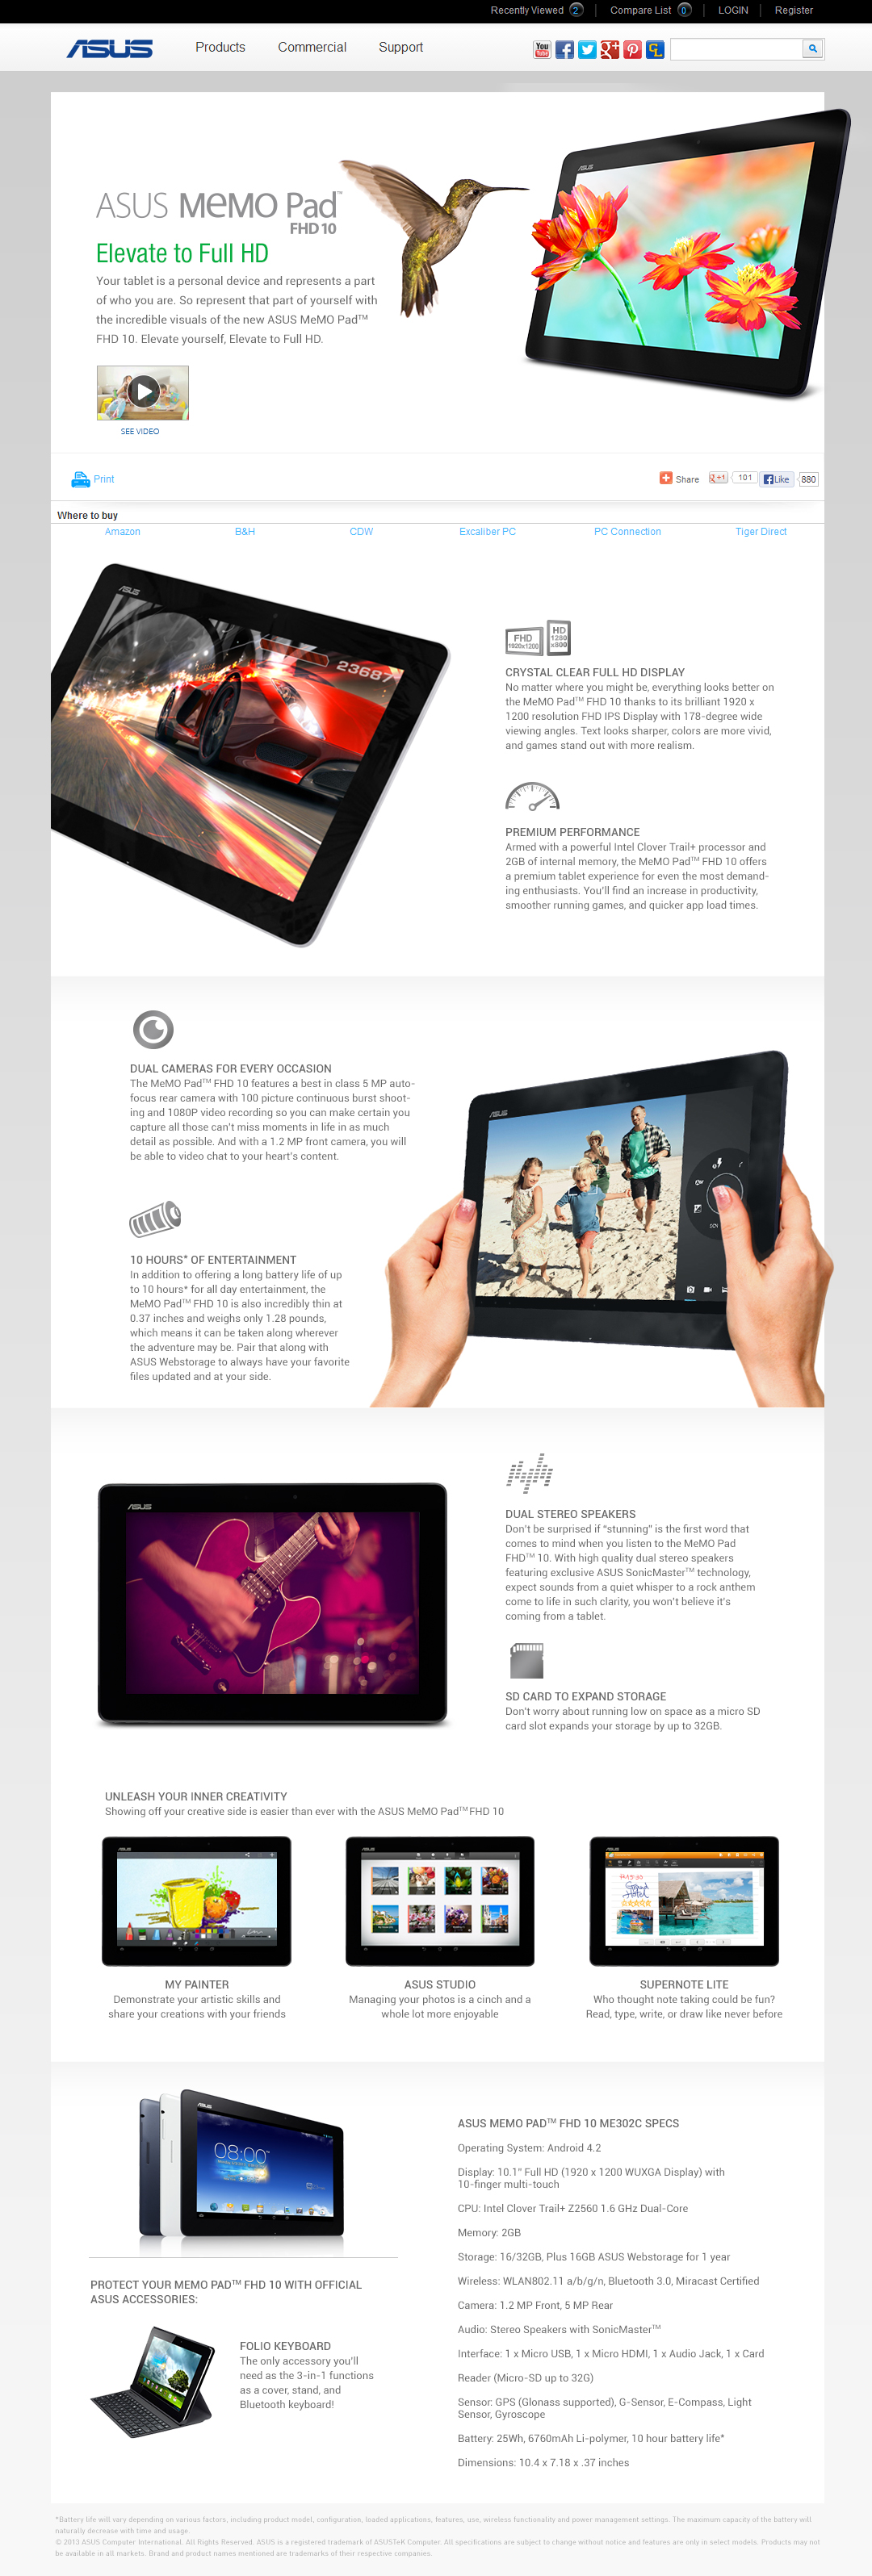 Recently Viewed 2 | Compare List 0 | LOGIN | Register
ASUS Products Commercial Support
ASUS MeMO Pad™
FHD 10
Elevate to Full HD
Your tablet is a personal device and represents a part
of who you are. So represent that part of yourself with
the incredible visuals of the new ASUS MeMO Pad™
FHD 10. Elevate yourself, Elevate to Full HD.
SEE VIDEO
Print
Share +1 101 Like 880
Where to buy
Amazon B&H CDW Excaliber PC PC Connection Tiger Direct
23687
FHD 1920x1200 HD 1280 x800
CRYSTAL CLEAR FULL HD DISPLAY
No matter where you might be, everything looks better on
the MeMO Pad™ FHD 10 thanks to its brilliant 1920 x
1200 resolution FHD IPS Display with 178-degree wide
viewing angles. Text looks sharper, colors are more vivid,
and games stand out with more realism.
PREMIUM PERFORMANCE
Armed with a powerful Intel Clover Trail+ processor and
2GB of internal memory, the MeMO Pad™ FHD 10 offers
a premium tablet experience for even the most demand-
ing enthusiasts. You'll find an increase in productivity,
smoother running games, and quicker app load times.
DUAL CAMERAS FOR EVERY OCCASION
The MeMO Pad™ FHD 10 features a best in class 5 MP auto-
focus rear camera with 100 picture continuous burst shoot-
ing and 1080P video recording so you can make certain you
capture all those can't miss moments in life in as much
detail as possible. And with a 1.2 MP front camera, you will
be able to video chat to your heart's content.
10 HOURS* OF ENTERTAINMENT
In addition to offering a long battery life of up
to 10 hours* for all day entertainment, the
MeMO Pad™ FHD 10 is also incredibly thin at
0.37 inches and weighs only 1.28 pounds,
which means it can be taken along wherever
the adventure may be. Pair that along with
ASUS Webstorage to always have your favorite
files updated and at your side.
DUAL STEREO SPEAKERS
Don't be surprised if “stunning” is the first word that
comes to mind when you listen to the MeMO Pad
FHD™ 10. With high quality dual stereo speakers
featuring exclusive ASUS SonicMaster™ technology,
expect sounds from a quiet whisper to a rock anthem
come to life in such clarity, you won't believe it's
coming from a tablet.
SD CARD TO EXPAND STORAGE
Don't worry about running low on space as a micro SD
card slot expands your storage by up to 32GB.
UNLEASH YOUR INNER CREATIVITY
Showing off your creative side is easier than ever with the ASUS MeMO Pad™ FHD 10
MY PAINTER
Demonstrate your artistic skills and
share your creations with your friends
ASUS STUDIO
Managing your photos is a cinch and a
whole lot more enjoyable
SUPERNOTE LITE
Who thought note taking could be fun?
Read, type, write, or draw like never before
08:00
PROTECT YOUR MEMO PAD™ FHD 10 WITH OFFICIAL
ASUS ACCESSORIES:
FOLIO KEYBOARD
The only accessory you'll
need as the 3-in-1 functions
as a cover, stand, and
Bluetooth keyboard!
ASUS MEMO PAD™ FHD 10 ME302C SPECS
Operating System: Android 4.2
Display: 10.1" Full HD (1920 x 1200 WUXGA Display) with
10-finger multi-touch
CPU: Intel Clover Trail+ Z2560 1.6 GHz Dual-Core
Memory: 2GB
Storage: 16/32GB, Plus 16GB ASUS Webstorage for 1 year
Wireless: WLAN802.11 a/b/g/n, Bluetooth 3.0, Miracast Certified
Camera: 1.2 MP Front, 5 MP Rear
Audio: Stereo Speakers with SonicMaster™
Interface: 1 x Micro USB, 1 x Micro HDMI, 1 x Audio Jack, 1 x Card
Reader (Micro-SD up to 32G)
Sensor: GPS (Glonass supported), G-Sensor, E-Compass, Light
Sensor, Gyroscope
Battery: 25Wh, 6760mAh Li-polymer, 10 hour battery life*
Dimensions: 10.4 x 7.18 x .37 inches
*Battery life will vary depending on various factors, including product model, configuration, loaded applications, features, use, wireless functionality and power management settings. The maximum capacity of the battery will
naturally decrease with time and usage.
© 2013 ASUS Computer International. All Rights Reserved. ASUS is a registered trademark of ASUSTeK Computer. All specifications are subject to change without notice and features are only in select models. Products may not
be available in all markets. Brand and product names mentioned are trademarks of their respective companies.